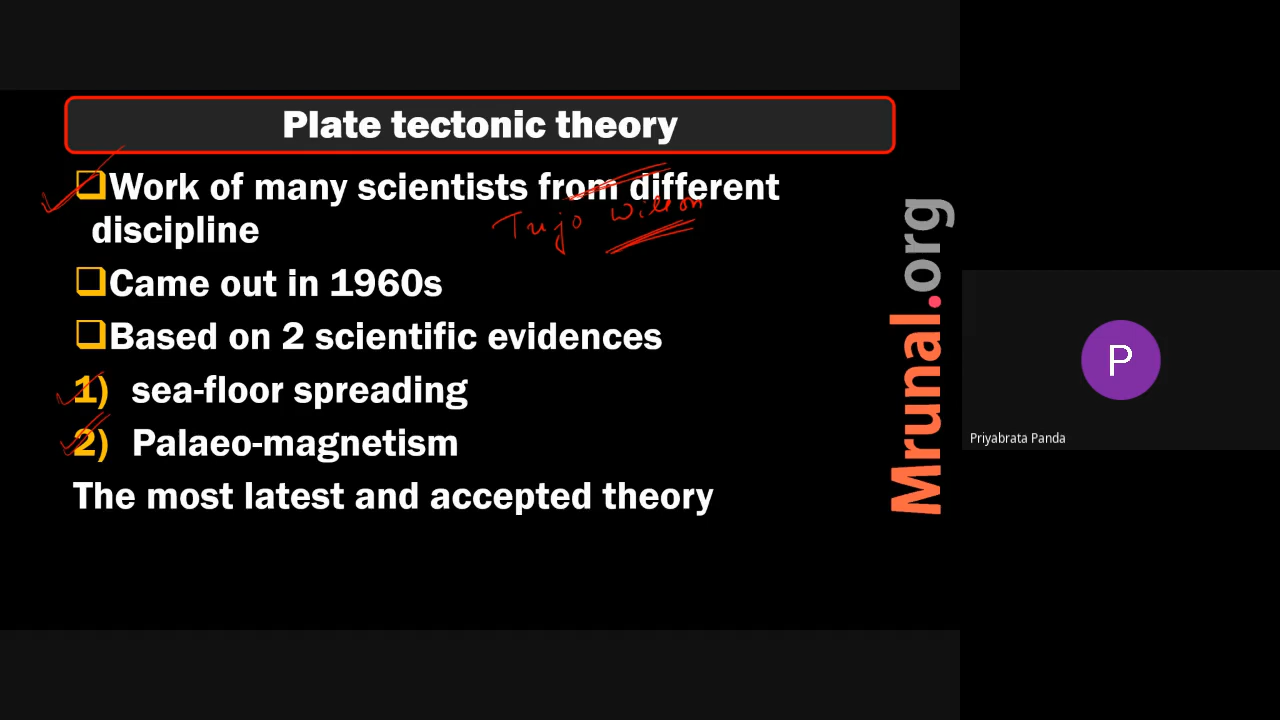 Plate tectonic theory
❑Work of many scientists from different
discipline
Tujo Wilson
❑Came out in 1960s
❑Based on 2 scientific evidences
1) sea-floor spreading
2) Palaeo-magnetism
The most latest and accepted theory
Mrunal.org
P
Priyabrata Panda